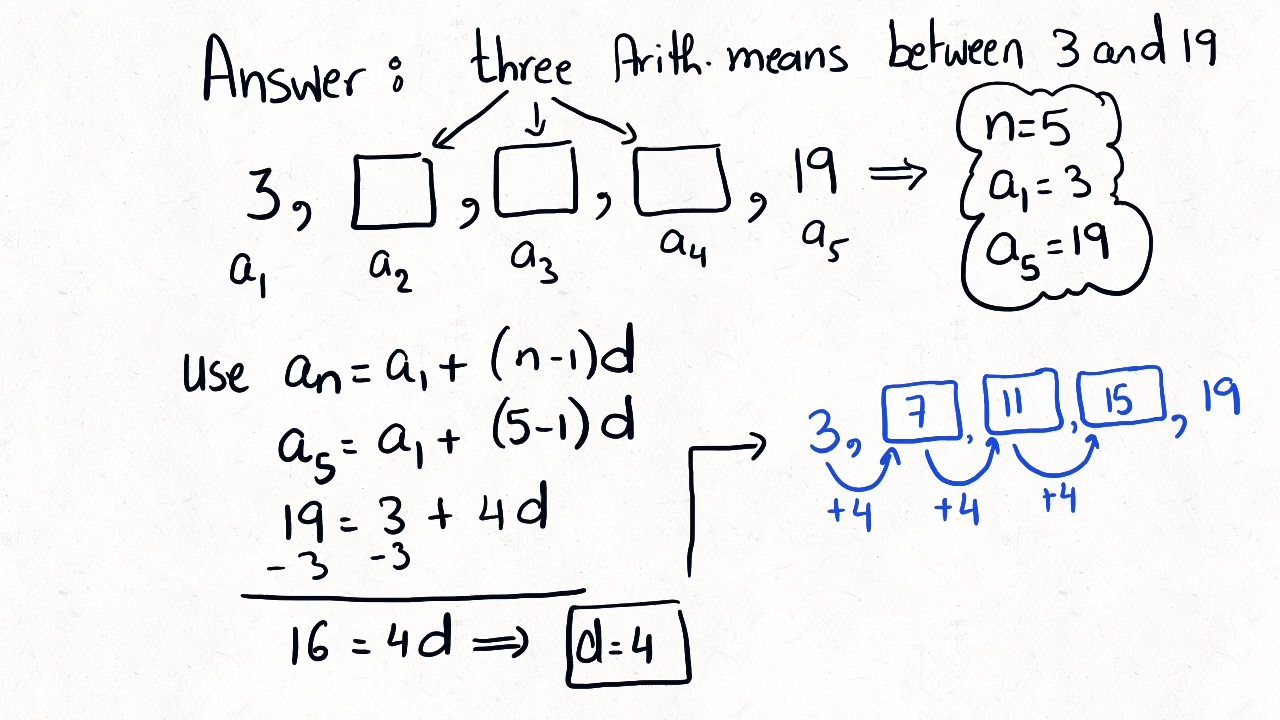 Answer : three Arith. means between 3 and 19
3, , , , 19 ⟹
a₁ a₂ a₃ a₄ a₅
n=5
a₁ = 3
a₅ = 19
use aₙ = a₁ + (n-1)d
a₅ = a₁ + (5-1)d
19 = 3 + 4d
-3 -3
16 = 4d ⟹ d=4
3, 7, 11, 15, 19
+4 +4 +4